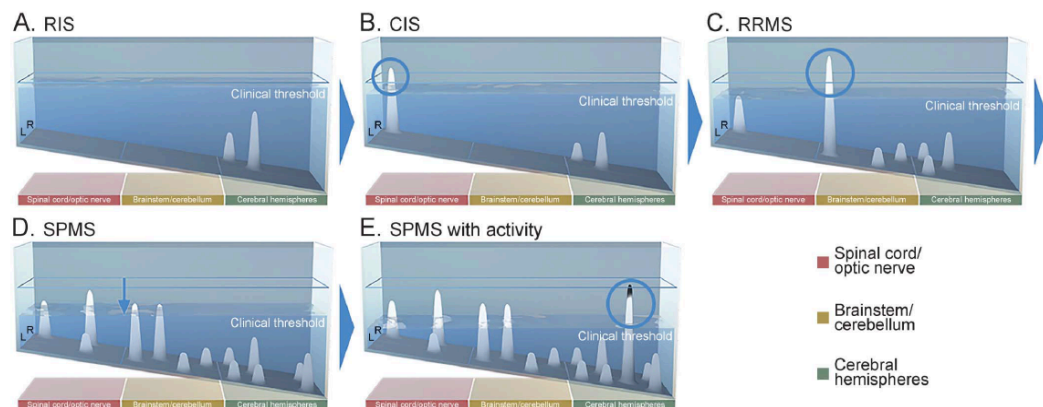 A. RIS
Clinical threshold
L R
Spinal cord/optic nerve
Brainstem/cerebellum
Cerebral hemispheres
B. CIS
Clinical threshold
L R
Spinal cord/optic nerve
Brainstem/cerebellum
Cerebral hemispheres
C. RRMS
Clinical threshold
L R
Spinal cord/optic nerve
Brainstem/cerebellum
Cerebral hemispheres
D. SPMS
Clinical threshold
L R
Spinal cord/optic nerve
Brainstem/cerebellum
Cerebral hemispheres
E. SPMS with activity
Clinical threshold
L R
Spinal cord/optic nerve
Brainstem/cerebellum
Cerebral hemispheres
Spinal cord/
optic nerve
Brainstem/
cerebellum
Cerebral
hemispheres